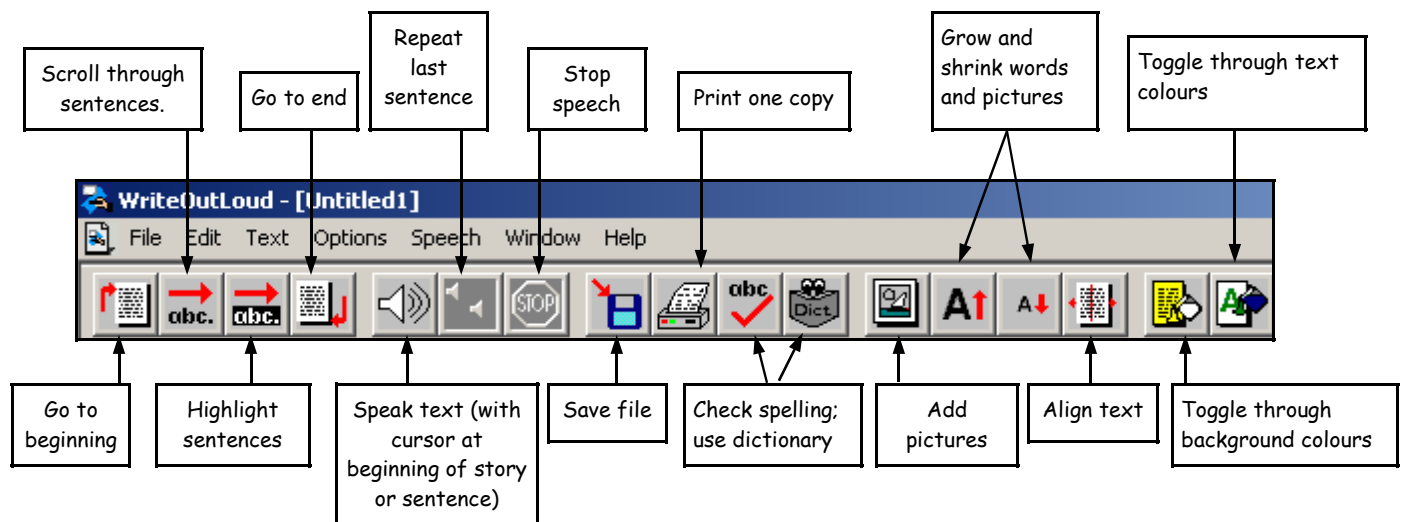 Scroll through
sentences.
Go to end
Repeat
last
sentence
Stop
speech
Print one copy
Grow and
shrink words
and pictures
Toggle through text
colours
WriteOutLoud - [Untitled1]
File Edit Text Options Speech Window Help
abc.
abc.
STOP
abc
Dict
A
A
A
Go to
beginning
Highlight
sentences
Speak text (with
cursor at
beginning of story
or sentence)
Save file
Check spelling;
use dictionary
Add
pictures
Align text
Toggle through
background colours